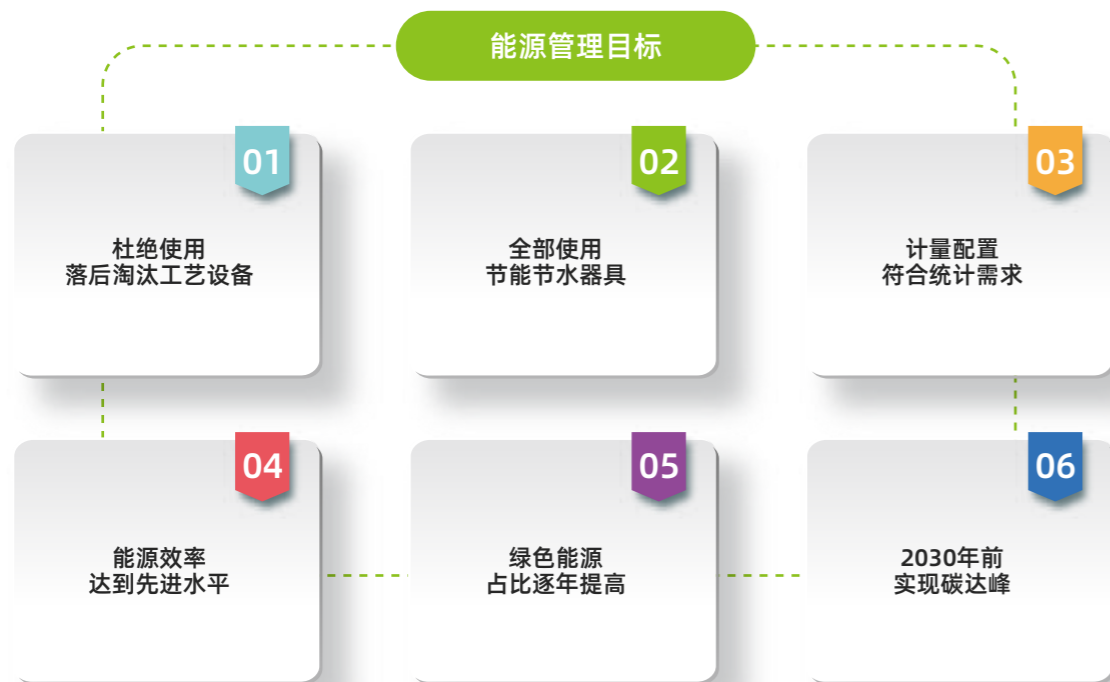 能源管理目标
01
杜绝使用
落后淘汰工艺设备
02
全部使用
节能节水器具
03
计量配置
符合统计需求
04
能源效率
达到先进水平
05
绿色能源
占比逐年提高
06
2030年前
实现碳达峰